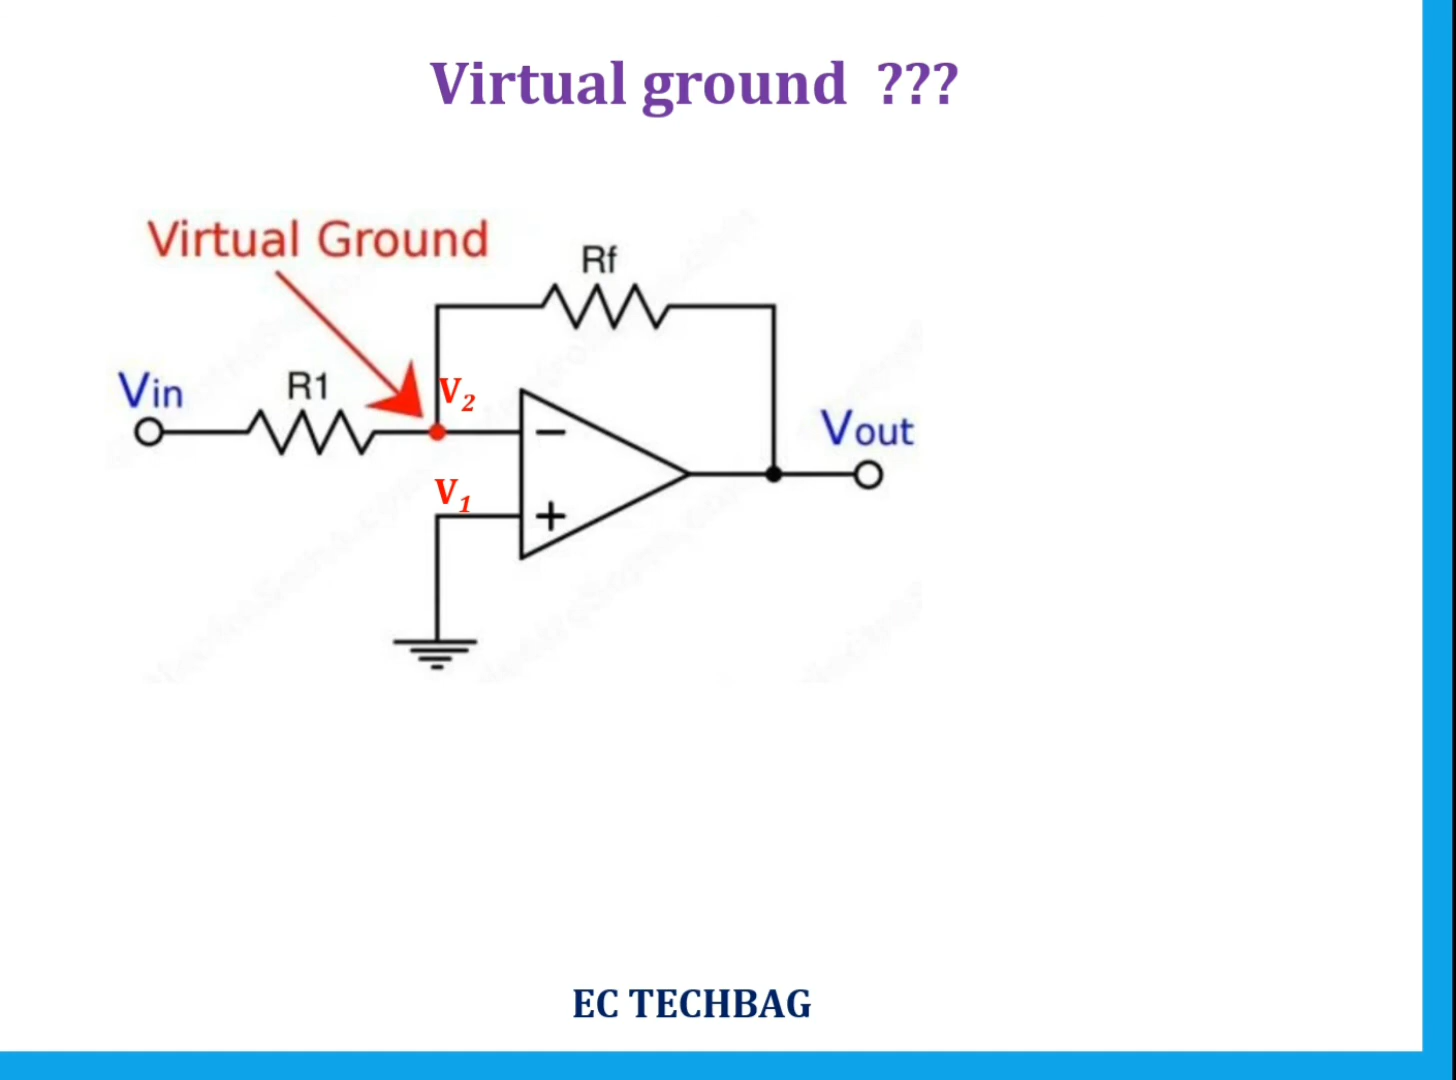 Virtual ground ???
Virtual Ground
Rf
Vin
R1
V2
Vout
V1
−
+
EC TECHBAG